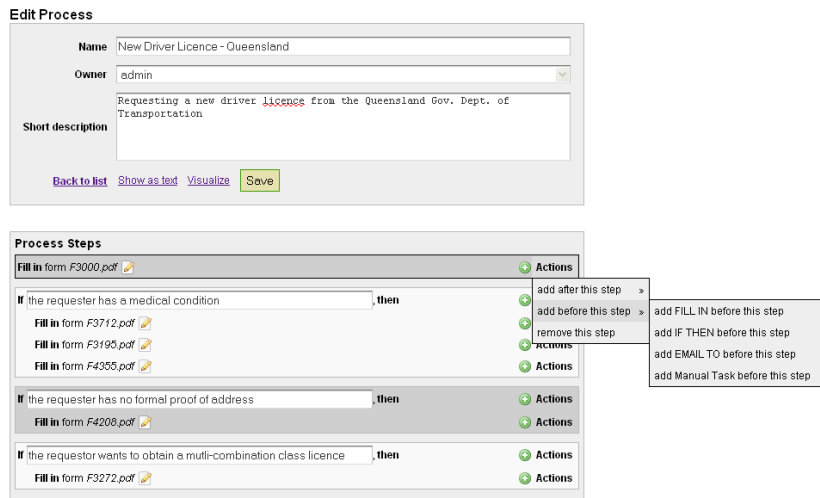 Edit Process
Name New Driver Licence - Queensland
Owner admin
Short description Requesting a new driver licence from the Queensland Gov. Dept. of
Transportation
Back to list Show as text Visualize Save
Process Steps
Fill in form F3000.pdf Actions
add after this step »
If the requester has a medical condition , then
add before this step » add FILL IN before this step
Fill in form F3712.pdf
remove this step add IF THEN before this step
Fill in form F3195.pdf Actions
add EMAIL TO before this step
Fill in form F4355.pdf Actions
add Manual Task before this step
If the requester has no formal proof of address , then Actions
Fill in form F4208.pdf Actions
If the requestor wants to obtain a mutli-combination class licence , then Actions
Fill in form F3272.pdf Actions